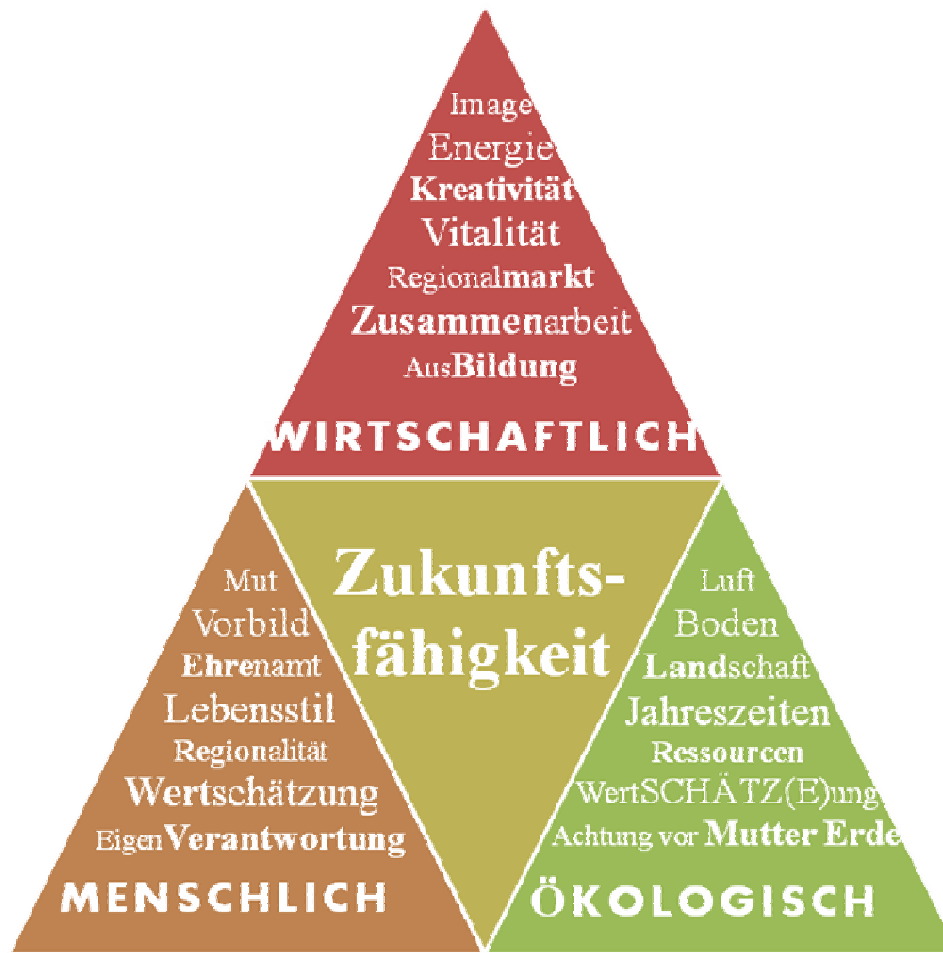 Image
Energie
Kreativität
Vitalität
Regionalmarkt
Zusammenarbeit
AusBildung
WIRTSCHAFTLICH
Zukunfts-
fähigkeit
Mut
Vorbild
Ehrenamt
Lebensstil
Regionalität
Wertschätzung
EigenVerantwortung
MENSCHLICH
Luft
Boden
Landschaft
Jahreszeiten
Ressourcen
WertSCHÄTZ(E)ung
Achtung vor Mutter Erde
ÖKOLOGISCH